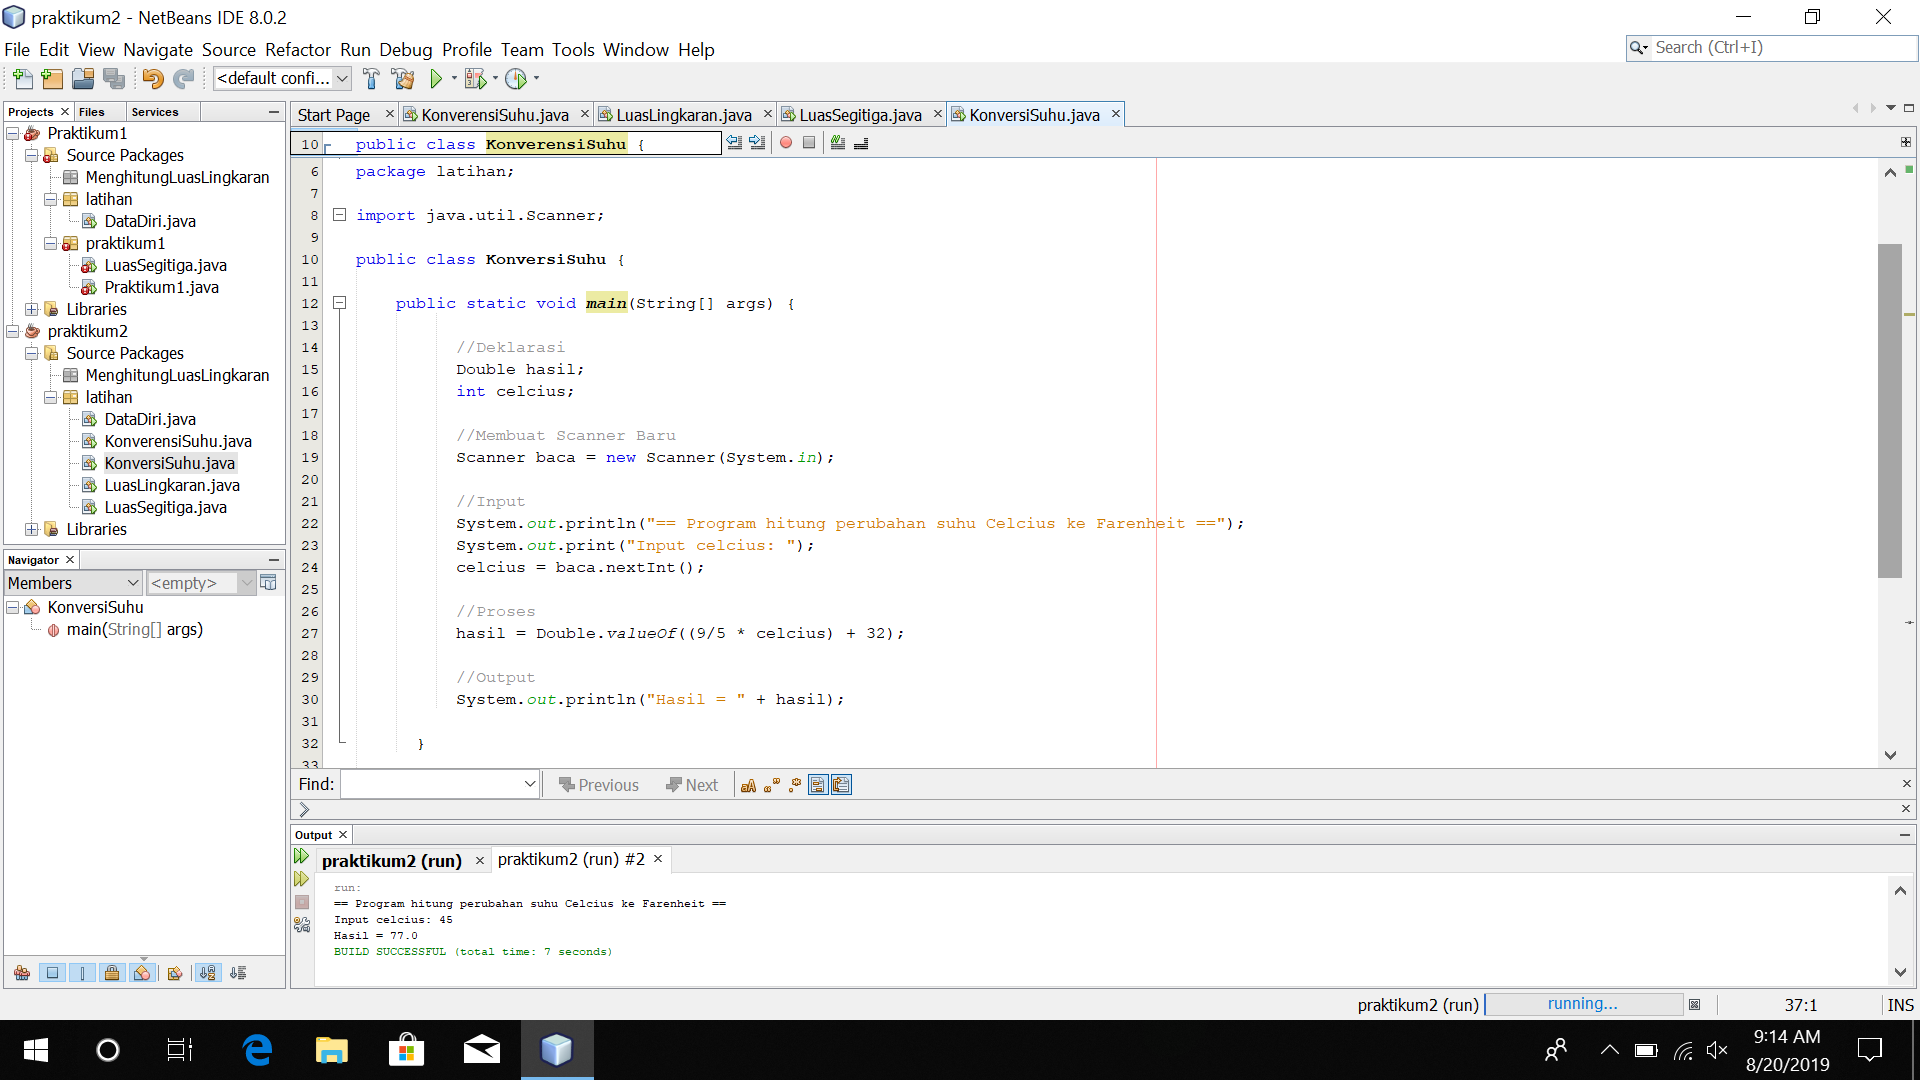 praktikum2 - NetBeans IDE 8.0.2
File Edit View Navigate Source Refactor Run Debug Profile Team Tools Window Help
Search (Ctrl+I)
<default confi...
Projects Files Services
Praktikum1
Source Packages
MenghitungLuasLingkaran
latihan
DataDiri.java
praktikum1
LuasSegitiga.java
Praktikum1.java
Libraries
praktikum2
Source Packages
MenghitungLuasLingkaran
latihan
DataDiri.java
KonverensiSuhu.java
KonversiSuhu.java
LuasLingkaran.java
LuasSegitiga.java
Libraries
Navigator
Members <empty>
KonversiSuhu
main(String[] args)
Start Page KonverensiSuhu.java LuasLingkaran.java LuasSegitiga.java KonversiSuhu.java
10 public class KonverensiSuhu {
6 package latihan;
7
8 import java.util.Scanner;
9
10 public class KonversiSuhu {
11
12 public static void main(String[] args) {
13
14 //Deklarasi
15 Double hasil;
16 int celcius;
17
18 //Membuat Scanner Baru
19 Scanner baca = new Scanner(System.in);
20
21 //Input
22 System.out.println("== Program hitung perubahan suhu Celcius ke Farenheit ==");
23 System.out.print("Input celcius: ");
24 celcius = baca.nextInt();
25
26 //Proses
27 hasil = Double.valueOf((9/5 * celcius) + 32);
28
29 //Output
30 System.out.println("Hasil = " + hasil);
31
32 }
33
Find: Previous Next
Output
praktikum2 (run) praktikum2 (run) #2
run:
== Program hitung perubahan suhu Celcius ke Farenheit ==
Input celcius: 45
Hasil = 77.0
BUILD SUCCESSFUL (total time: 7 seconds)
praktikum2 (run) running... 37:1 INS
9:14 AM
8/20/2019